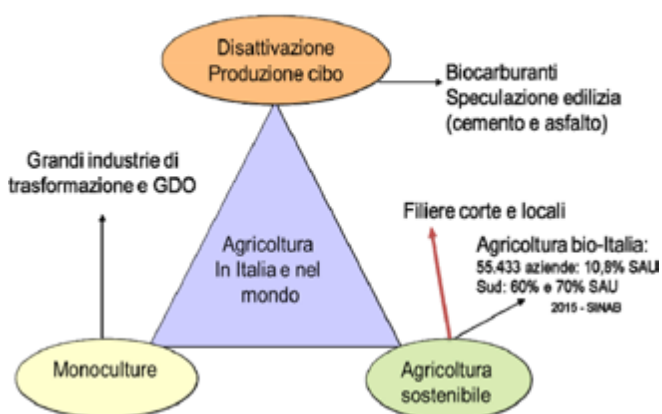 Disattivazione
Produzione cibo
Biocarburanti
Speculazione edilizia
(cemento e asfalto)
Grandi industrie di
trasformazione e GDO
Filiere corte e locali
Agricoltura
In Italia e nel
mondo
Agricoltura bio-Italia:
55.433 aziende: 10,8% SAU
Sud: 60% e 70% SAU
2015 - SINAB
Monoculture
Agricoltura
sostenibile